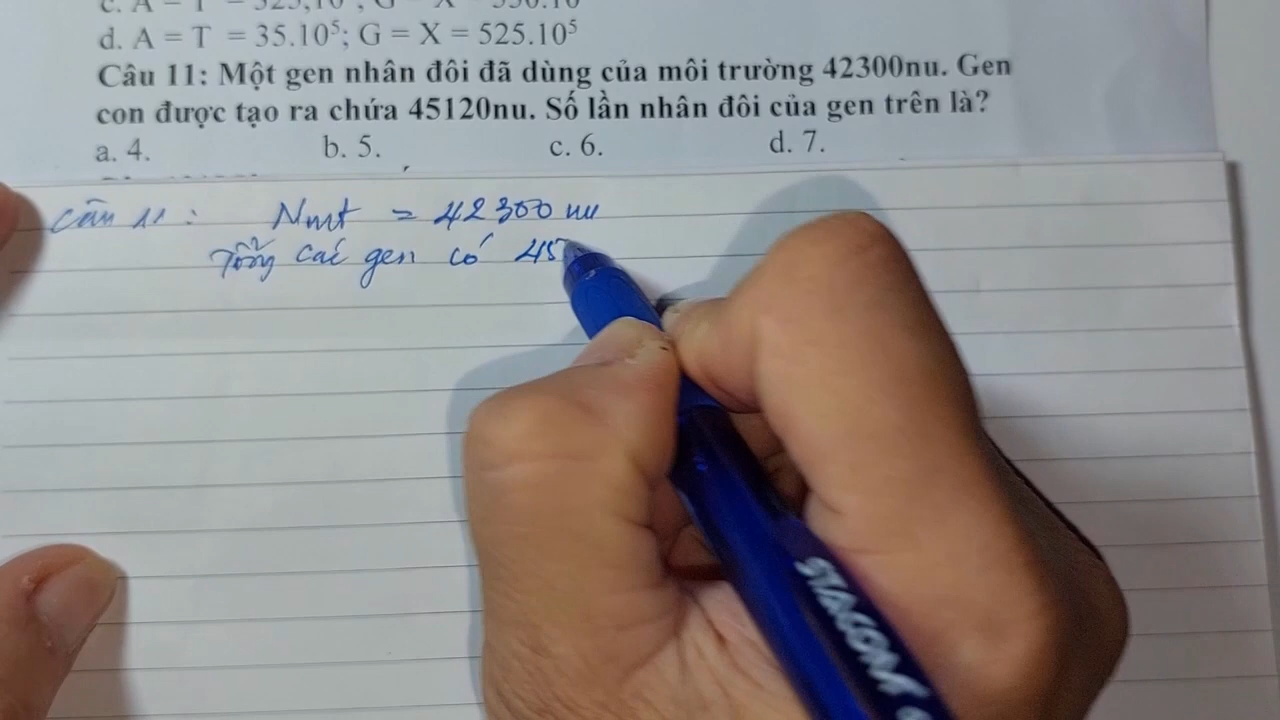 d. A = T = 35.10⁵; G = X = 525.10⁵
Câu 11: Một gen nhân đôi đã dùng của môi trường 42300nu. Gen
con được tạo ra chứa 45120nu. Số lần nhân đôi của gen trên là?
a. 4. b. 5. c. 6. d. 7.
Câu 11: Nmt = 42300 nu
Tổng các gen có 45
STACOM